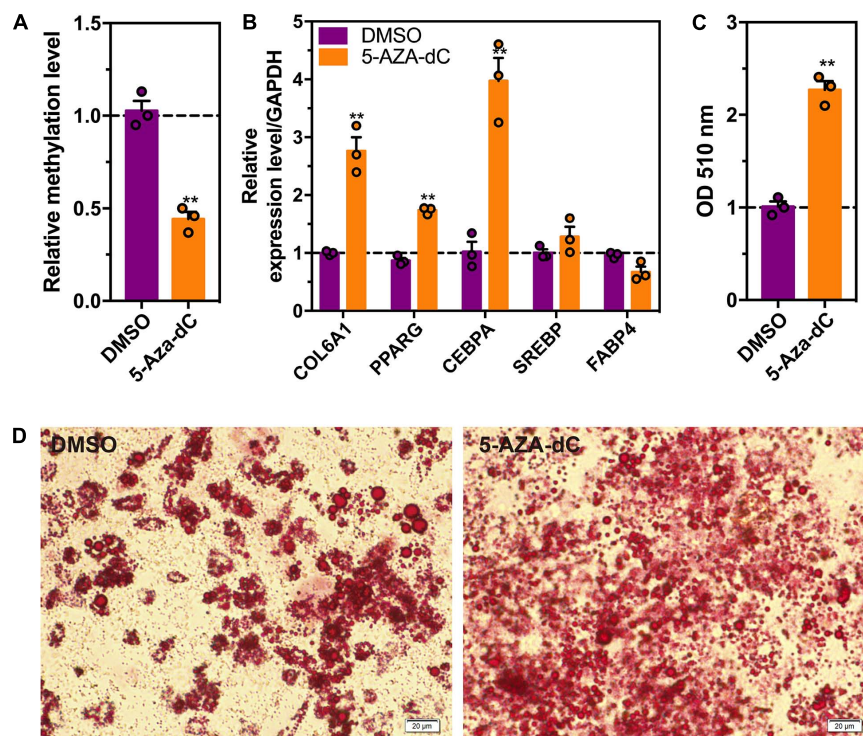 A
Relative methylation level
1.5
1.0
0.5
0.0
**
DMSO
5-Aza-dC
B
Relative
expression level/GAPDH
5
4
3
2
1
0
DMSO
5-AZA-dC
**
**
**
COL6A1
PPARG
CEBPA
SREBP
FABP4
C
OD 510 nm
3
2
1
0
**
DMSO
5-Aza-dC
D
DMSO
20 μm
5-AZA-dC
20 μm